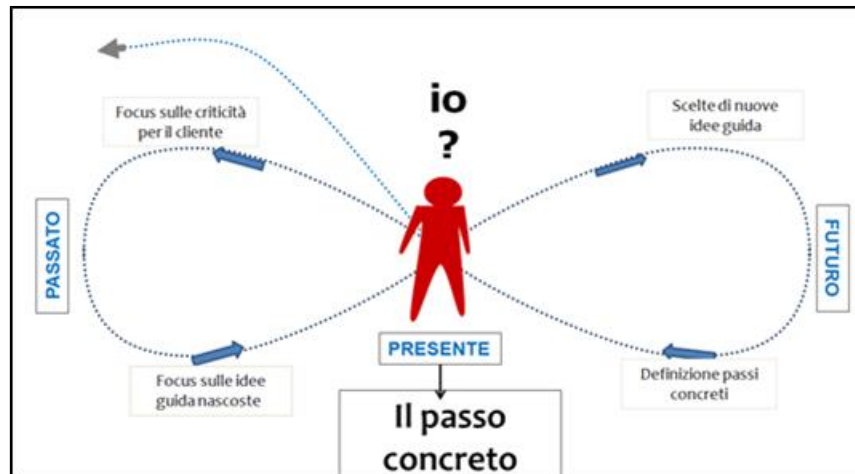 io
?
Focus sulle criticità
per il cliente
Scelte di nuove
idee guida
PASSATO
FUTURO
PRESENTE
Focus sulle idee
guida nascoste
Definizione passi
concreti
Il passo
concreto